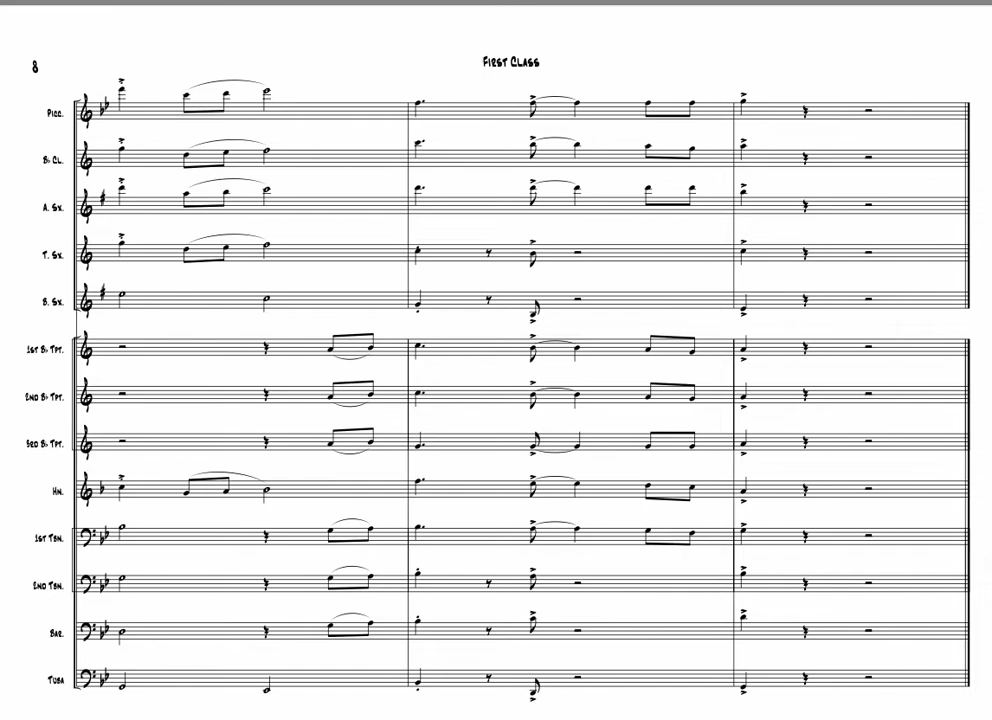 8
First Class
Picc.
B♭ Cl.
A. Sx.
T. Sx.
B. Sx.
1st B♭ Tpt.
2nd B♭ Tpt.
3rd B♭ Tpt.
Hn.
1st Tbn.
2nd Tbn.
Bar.
Tuba